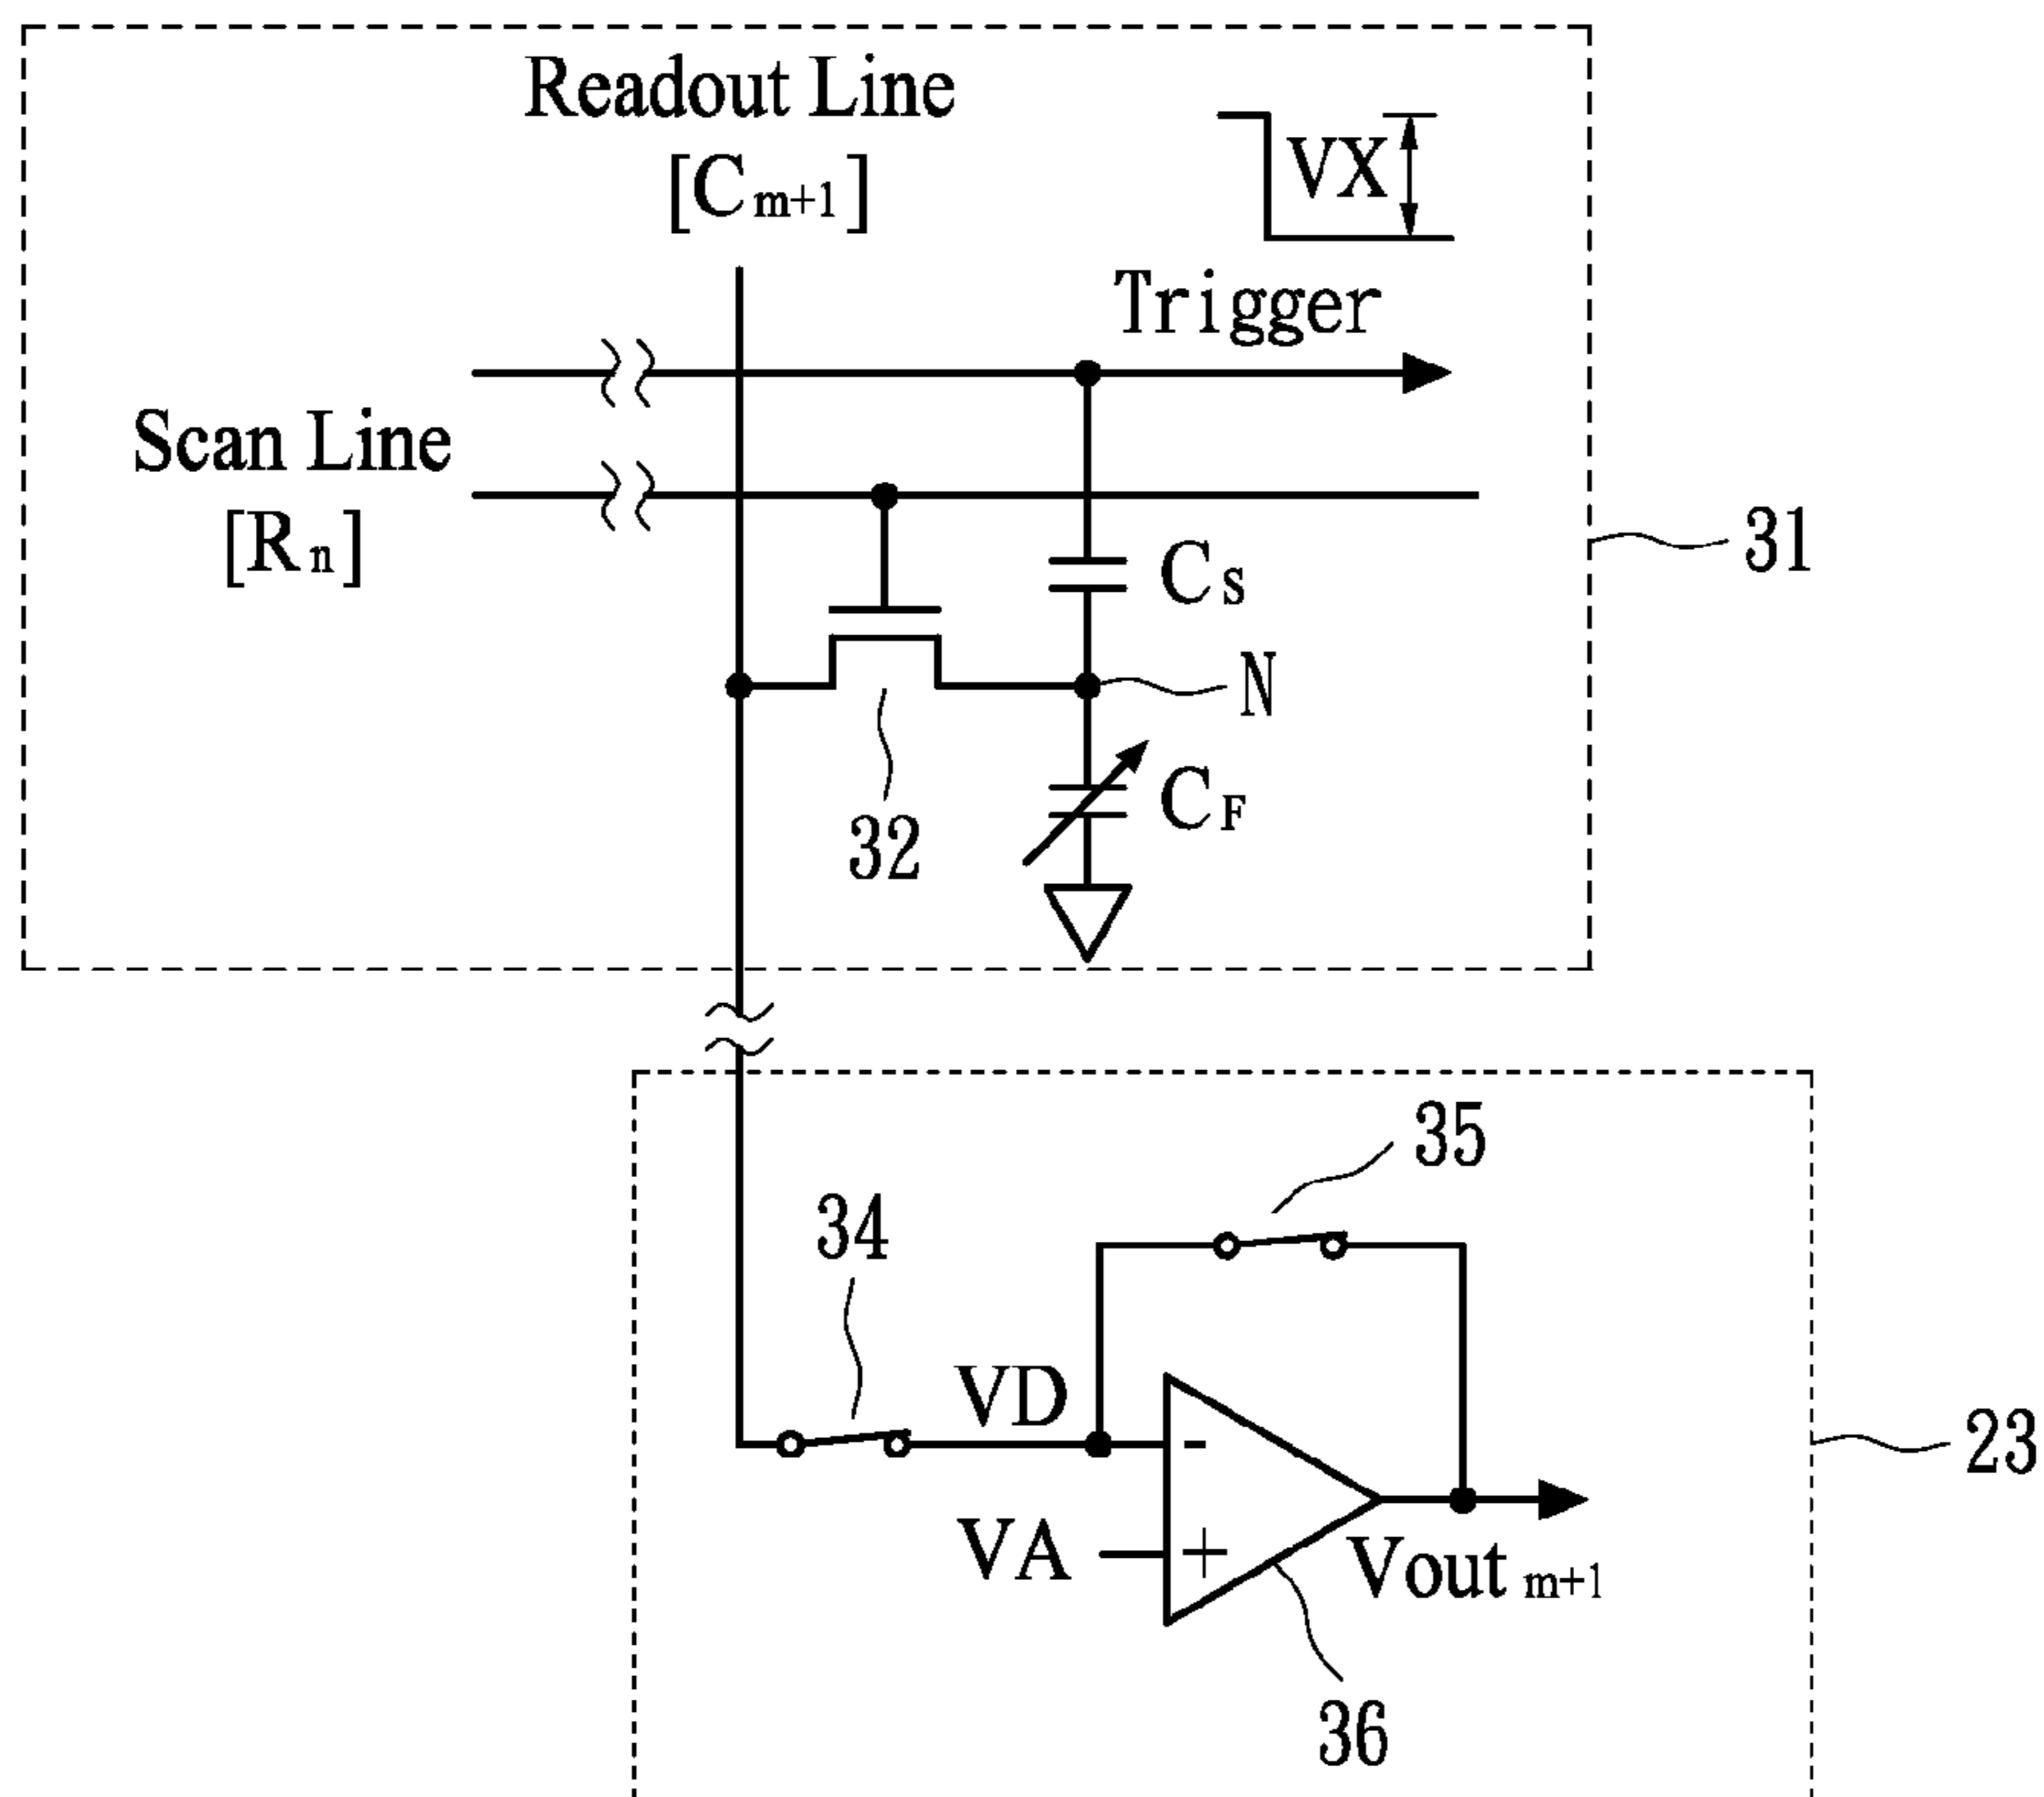 Readout Line
[Cm+1]
VX
Trigger
Scan Line
[Rn]
31
Cs
N
CF
32
35
34
VD
-
23
VA
+
Vout m+1
36